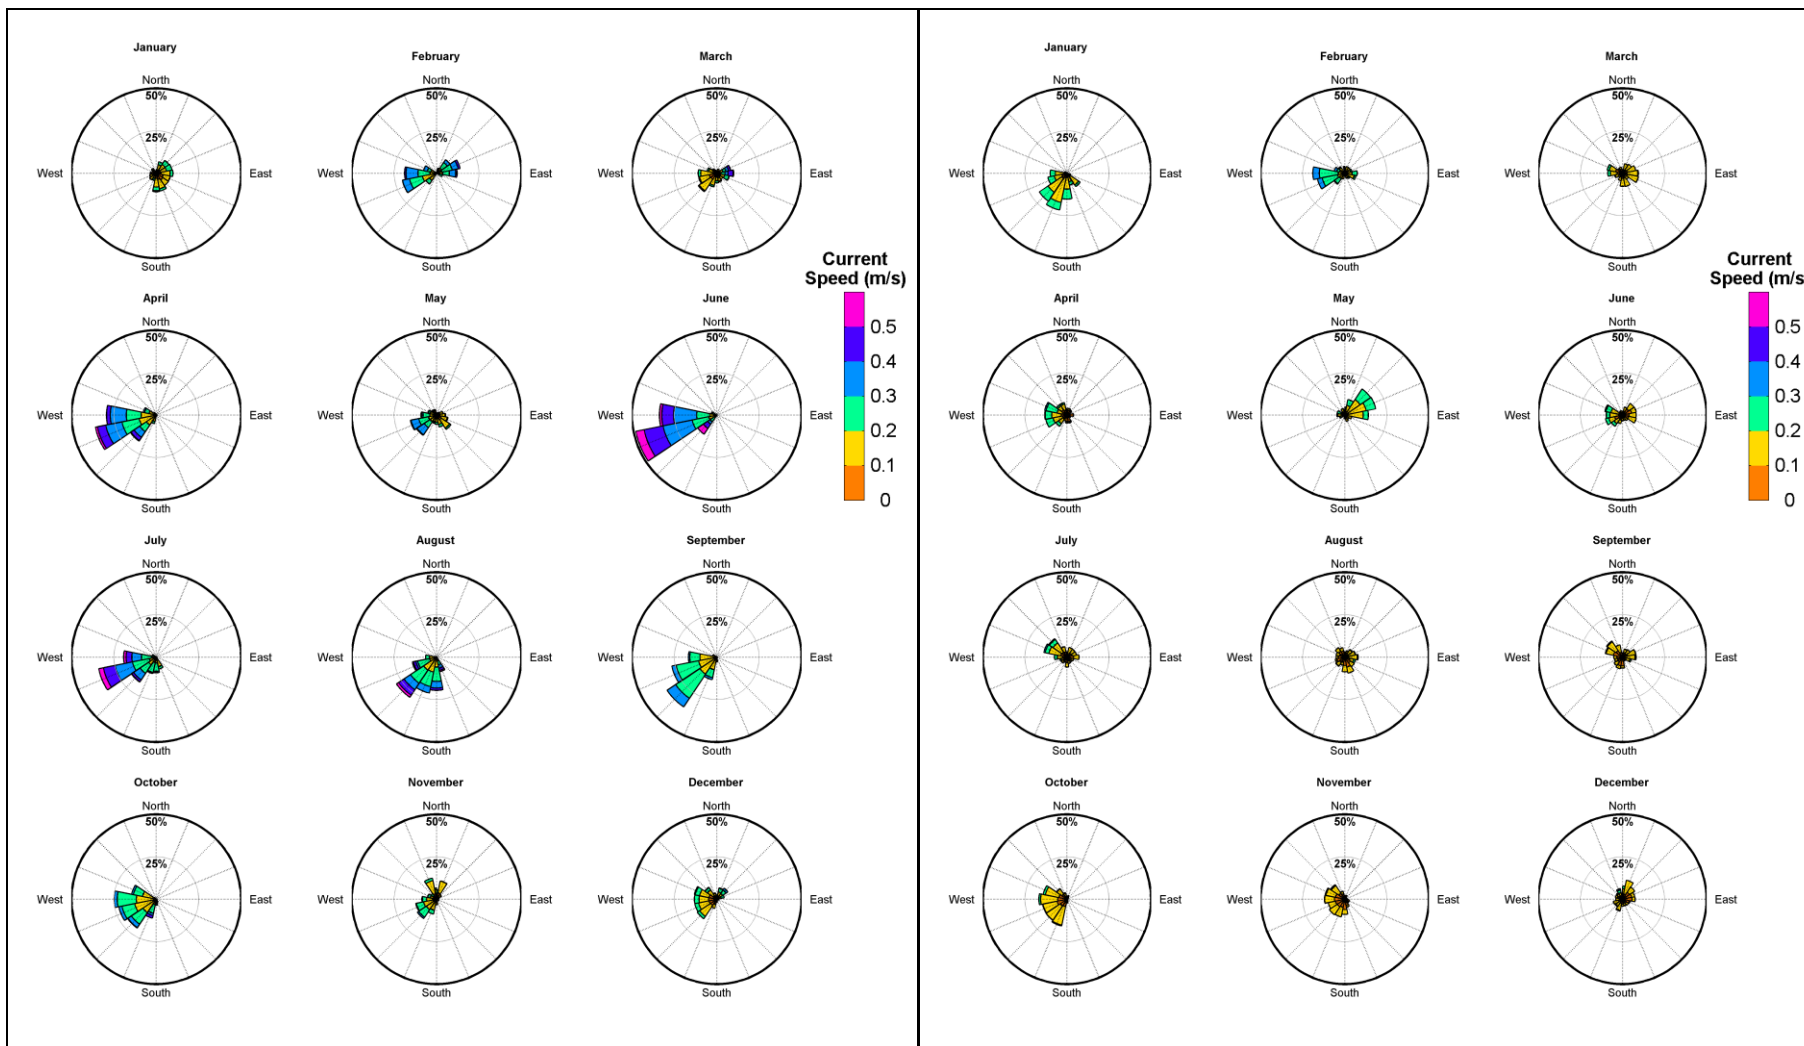 January
February
March
North
50%
25%
West
East
South
North
50%
25%
West
East
South
North
50%
25%
West
East
South
Current
Speed (m/s)
0.5
0.4
0.3
0.2
0.1
0
April
May
June
North
50%
25%
West
East
South
North
50%
25%
West
East
South
North
50%
25%
West
East
South
July
August
September
North
50%
25%
West
East
South
North
50%
25%
West
East
South
North
50%
25%
West
East
South
October
November
December
North
50%
25%
West
East
South
North
50%
25%
West
East
South
North
50%
25%
West
East
South
January
February
March
North
50%
25%
West
East
South
North
50%
25%
West
East
South
North
50%
25%
West
East
South
Current
Speed (m/s
0.5
0.4
0.3
0.2
0.1
0
April
May
June
North
50%
25%
West
East
South
North
50%
25%
West
East
South
North
50%
25%
West
East
South
July
August
September
North
50%
25%
West
East
South
North
50%
25%
West
East
South
North
50%
25%
West
East
South
October
November
December
North
50%
25%
West
East
South
North
50%
25%
West
East
South
North
50%
25%
West
East
South